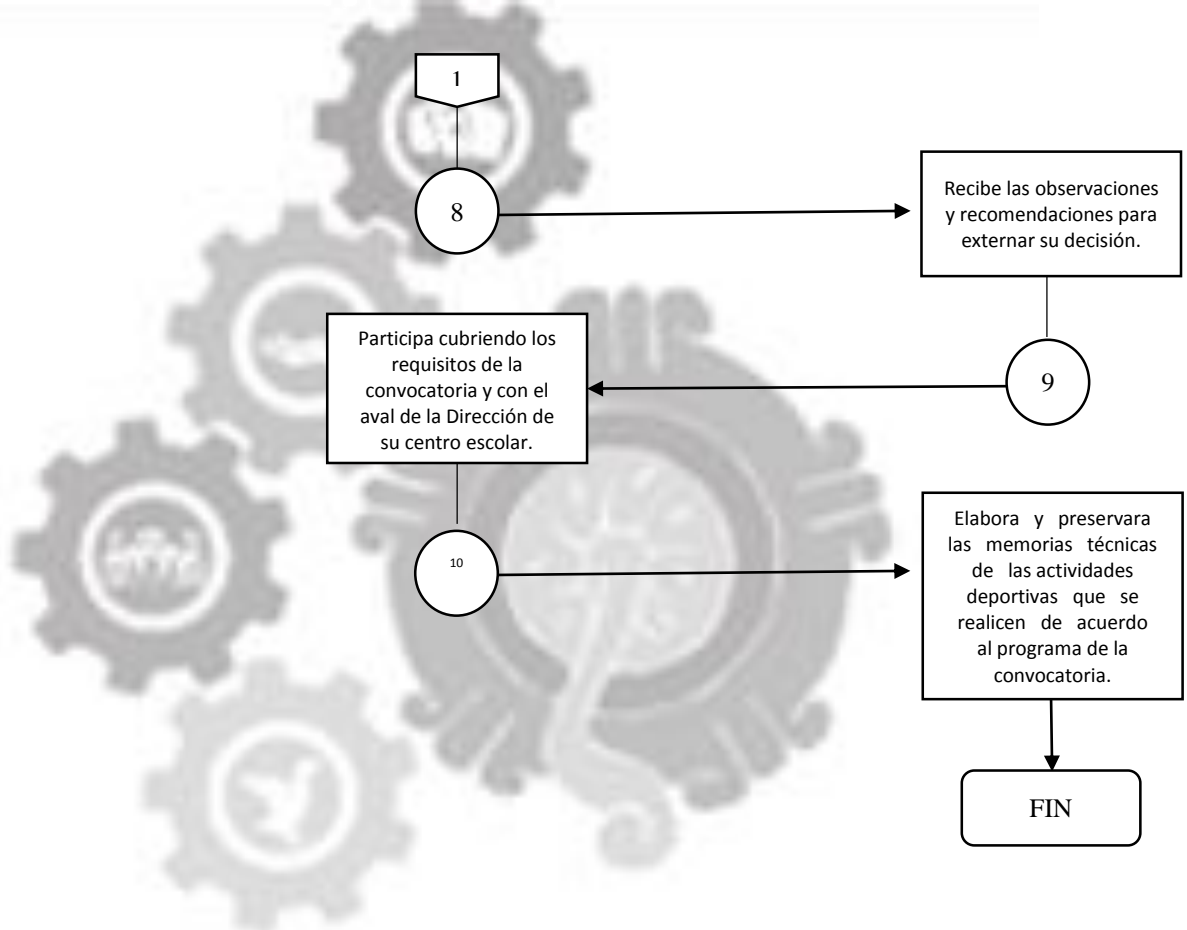 1
8
Recibe las observaciones
y recomendaciones para
externar su decisión.
Participa cubriendo los
requisitos de la
convocatoria y con el
aval de la Dirección de
su centro escolar.
9
10
Elabora y preservara
las memorias técnicas
de las actividades
deportivas que se
realicen de acuerdo
al programa de la
convocatoria.
FIN